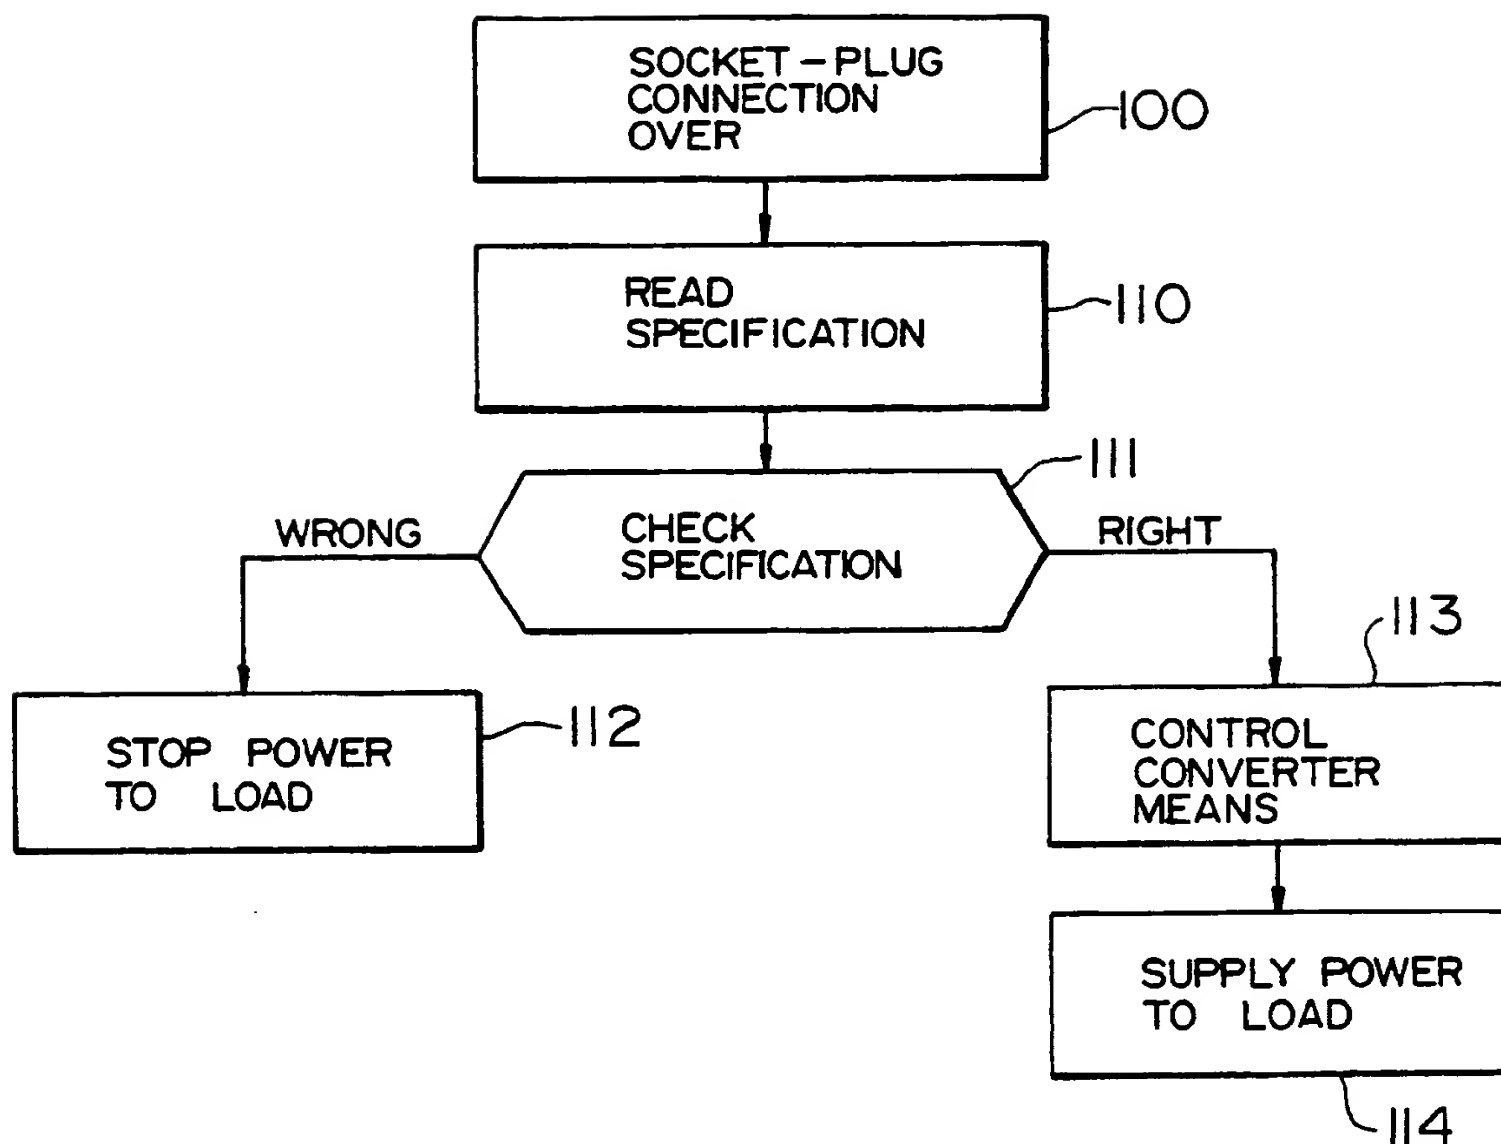 SOCKET-PLUG
CONNECTION
OVER
100
READ
SPECIFICATION
110
111
WRONG
CHECK
SPECIFICATION
RIGHT
113
STOP POWER
TO LOAD
112
CONTROL
CONVERTER
MEANS
SUPPLY POWER
TO LOAD
114